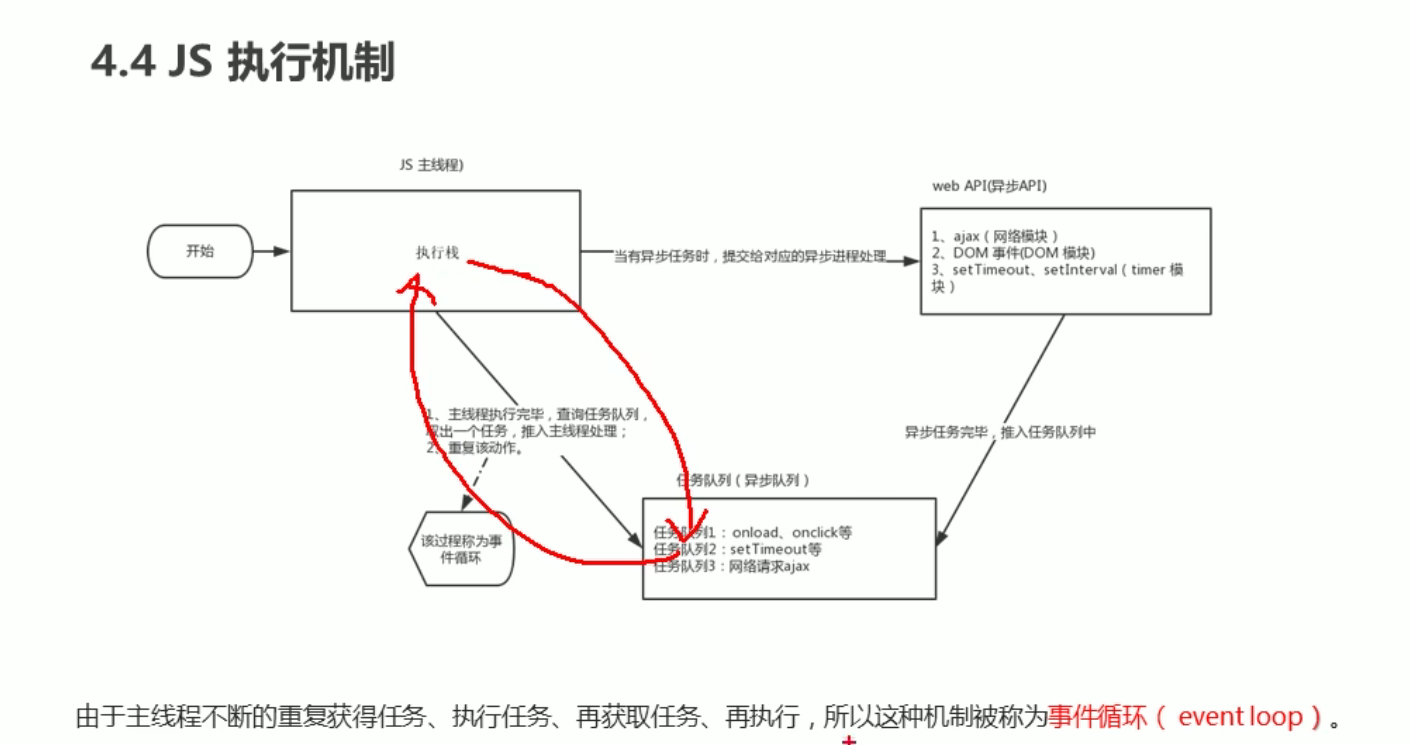 4.4 JS 执行机制
JS 主线程)
web API(异步API)
开始
执行栈
当有异步任务时，提交给对应的异步进程处理
1、ajax（网络模块）
2、DOM 事件(DOM 模块)
3、setTimeout、setInterval（timer 模
块）
1、主线程执行完毕，查询任务队列，
取出一个任务，推入主线程处理；
2、重复该动作。
异步任务完毕，推入任务队列中
任务队列（异步队列）
任务队列1：onload、onclick等
任务队列2：setTimeout等
任务队列3：网络请求ajax
该过程称为事
件循环
由于主线程不断的重复获得任务、执行任务、再获取任务、再执行，所以这种机制被称为事件循环（ event loop）。